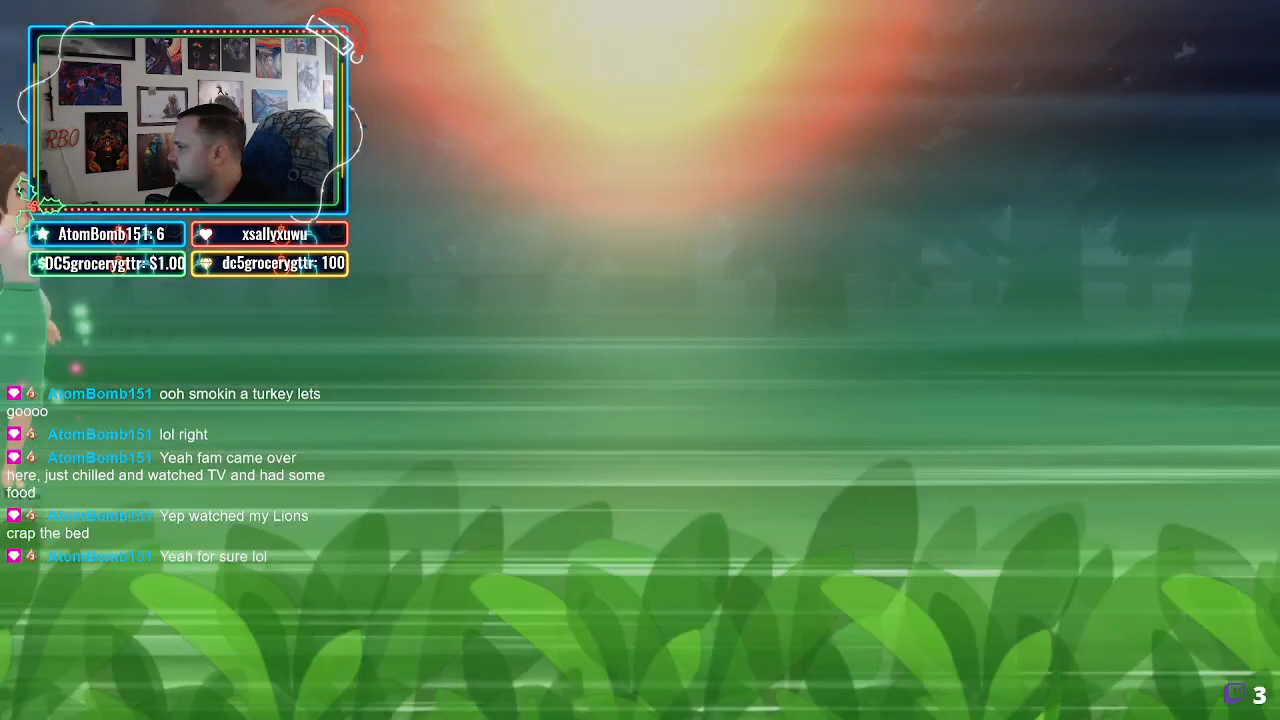 RBO
AtomBomb151: 6
xsallyxuwu
$DC5grocerygttr: $1.00
dc5grocerygttr: 100
AtomBomb151 ooh smokin a turkey lets
goooo
AtomBomb151 lol right
AtomBomb151 Yeah fam came over
here, just chilled and watched TV and had some
food
AtomBomb151 Yep watched my Lions
crap the bed
AtomBomb151 Yeah for sure lol
3